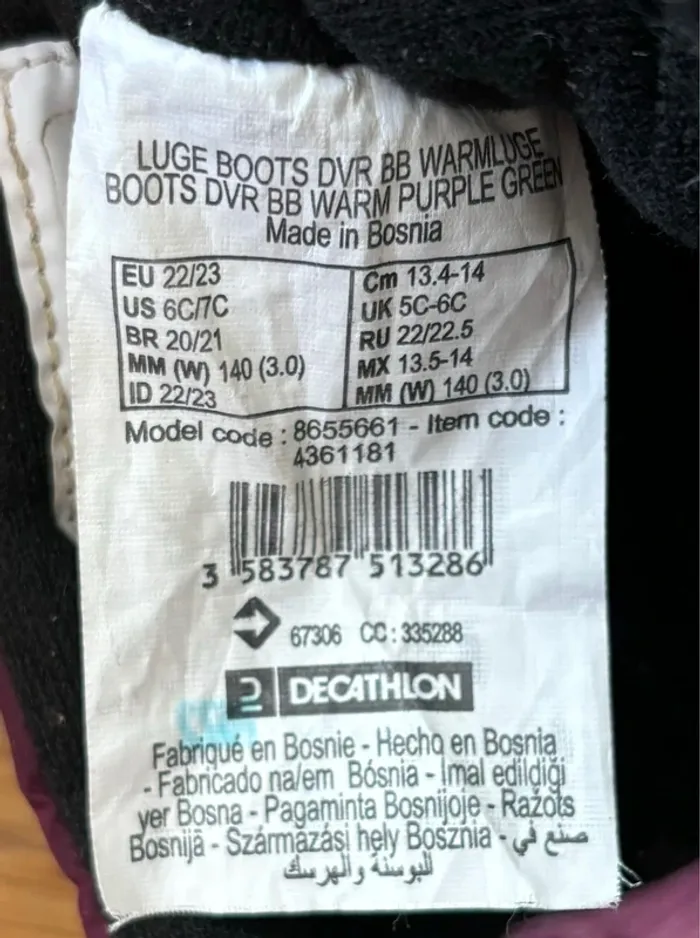 LUGE BOOTS DVR BB WARMLUGE
BOOTS DVR BB WARM PURPLE GREEN
Made in Bosnia
EU 22/23
US 6C/7C
BR 20/21
MM (W) 140 (3.0)
ID 22/23
Cm 13.4-14
UK 5C-6C
RU 22/22.5
MX 13.5-14
MM (W) 140 (3.0)
Model code : 8655661 - Item code :
4361181
3 583787 513286
67306 CC : 335288
DECATHLON
Fabriqué en Bosnie - Hecho en Bosnia
- Fabricado na/em Bósnia - İmal edildiği
yer Bosna - Pagaminta Bosnijoje - Ražots
Bosnijā - Származási hely Bosznia - صنع في
البوسنة والهرسك